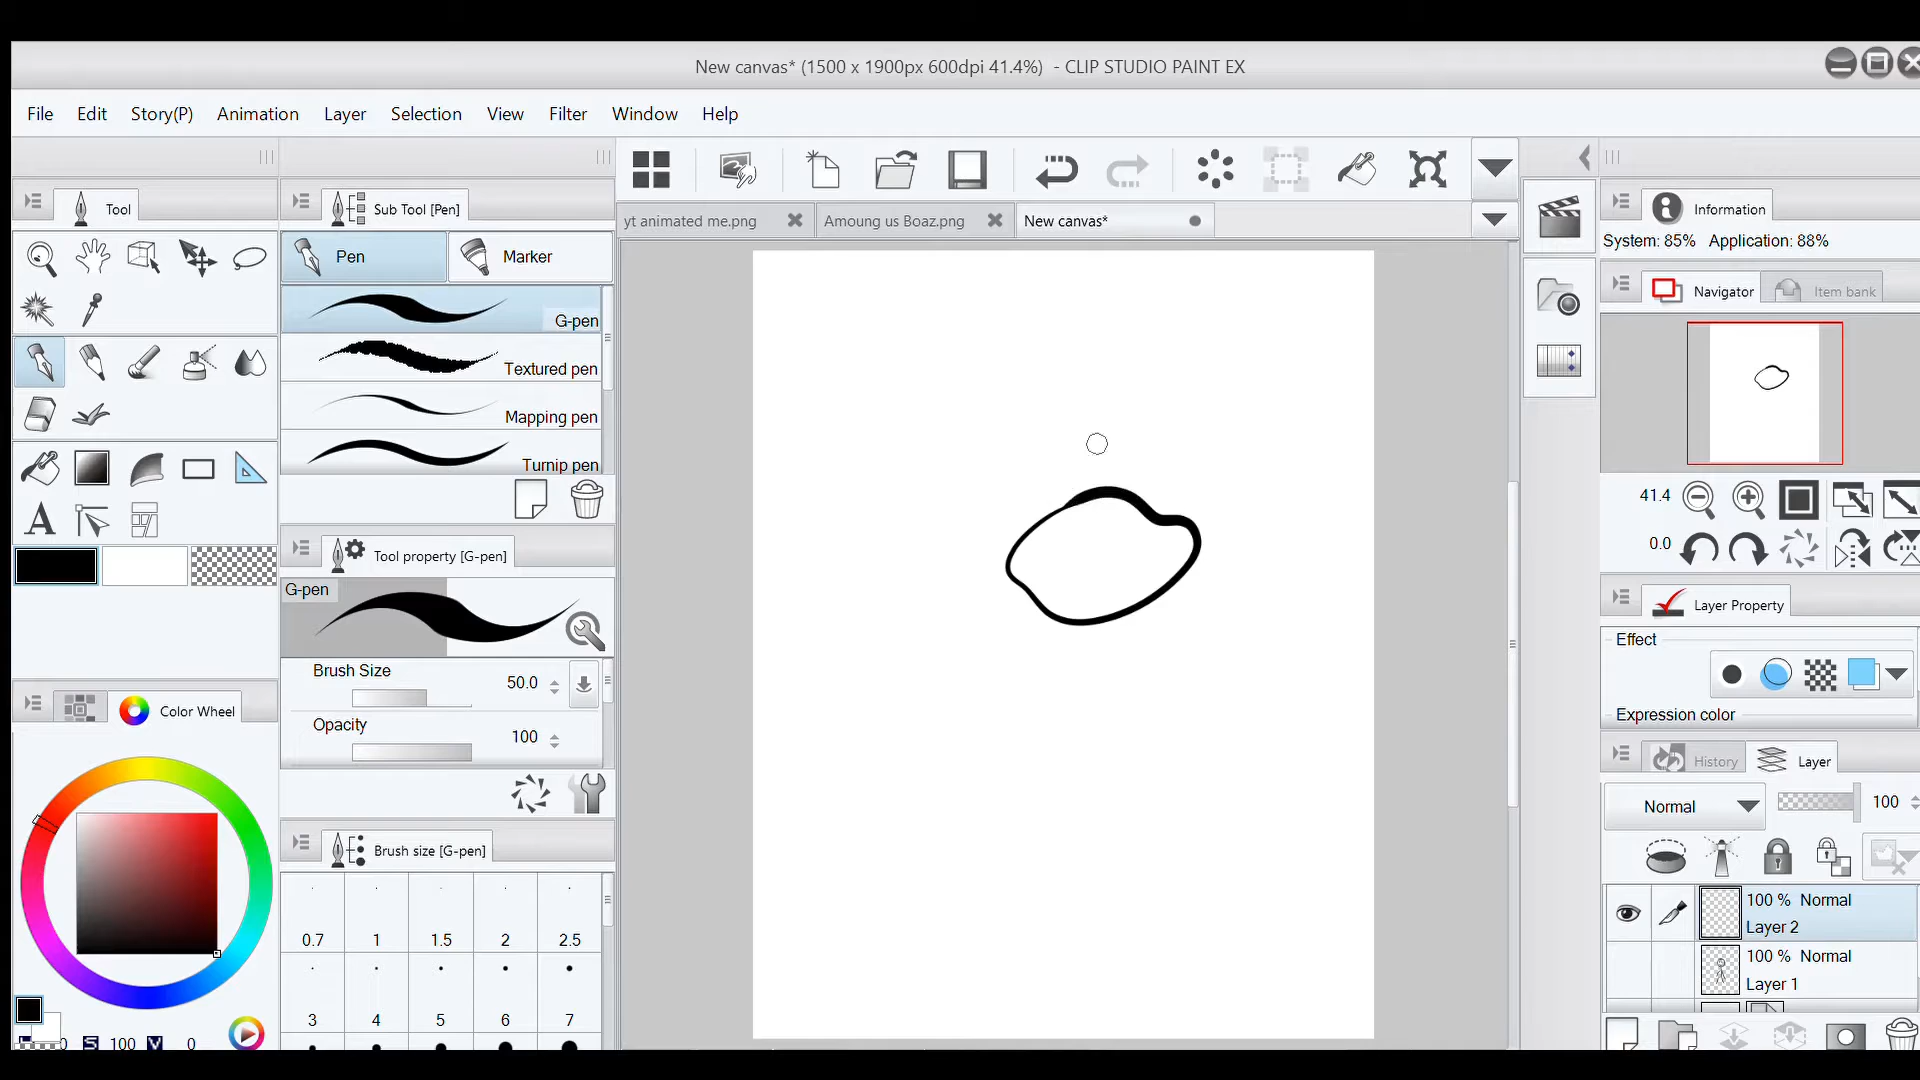 New canvas* (1500 x 1900px 600dpi 41.4%)  - CLIP STUDIO PAINT EX
File Edit Story(P) Animation Layer Selection View Filter Window Help
Tool
Sub Tool [Pen]
yt animated me.png
Amoung us Boaz.png
New canvas*
Information
System: 85% Application: 88%
Pen
Marker
G-pen
Textured pen
Mapping pen
Turnip pen
Navigator
Item bank
41.4
0.0
Tool property [G-pen]
G-pen
Brush Size
50.0
Opacity
100
Layer Property
Effect
Expression color
Color Wheel
History
Layer
Normal
100
Brush size [G-pen]
0.7 1 1.5 2 2.5
3 4 5 6 7
100 % Normal
Layer 2
100 % Normal
Layer 1
0 S 100 V 0